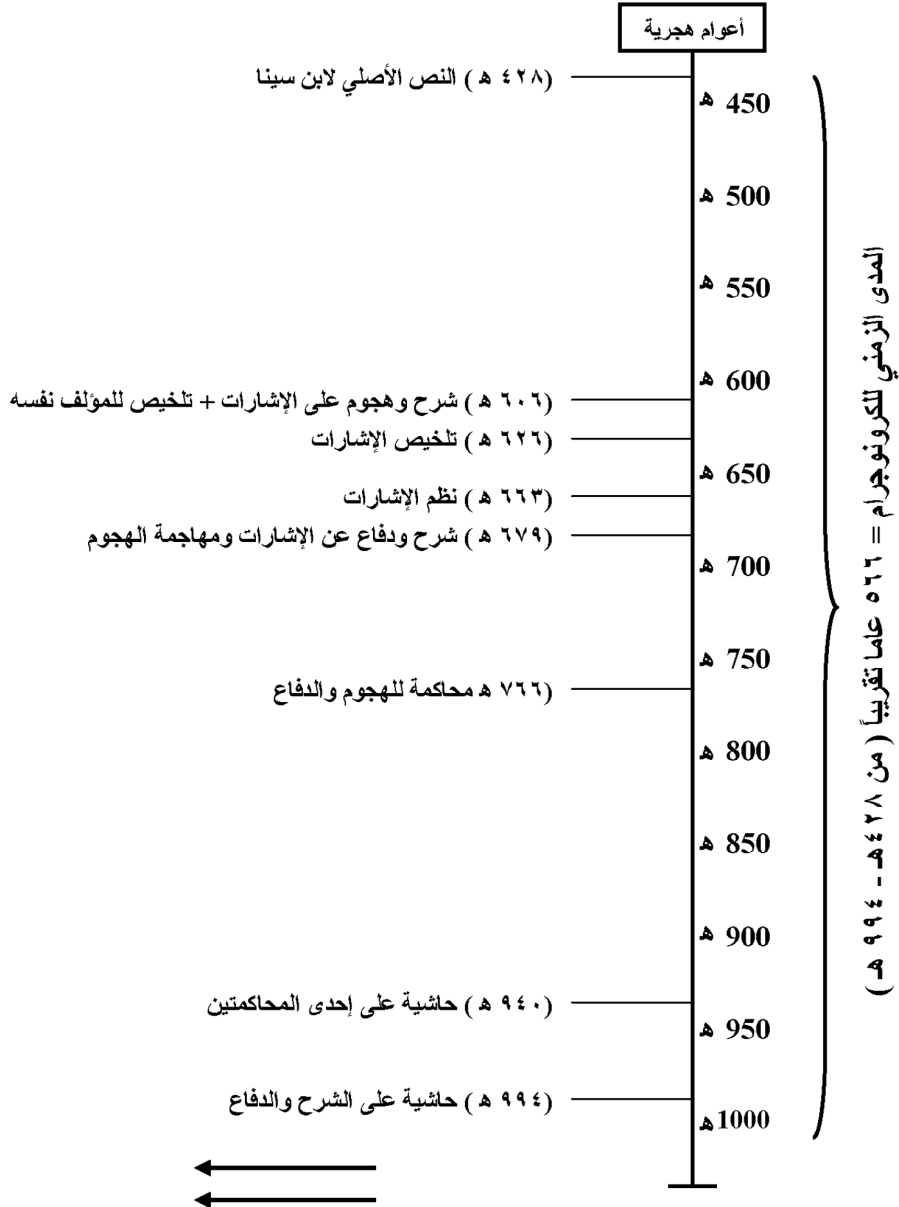 أعوام هجرية
(٤٢٨ هـ) النص الأصلي لابن سينا
450 هـ
500 هـ
550 هـ
600 هـ
(٦٠٦ هـ) شرح وهجوم على الإشارات + تلخيص للمؤلف نفسه
(٦٢٦ هـ) تلخيص الإشارات
650 هـ
(٦٦٣ هـ) نظم الإشارات
(٦٧٩ هـ) شرح ودفاع عن الإشارات ومهاجمة الهجوم
700 هـ
750 هـ
(٧٦٦ هـ محاكمة للهجوم والدفاع
800 هـ
850 هـ
900 هـ
(٩٤٠ هـ) حاشية على إحدى المحاكمتين
950 هـ
(٩٩٤ هـ) حاشية على الشرح والدفاع
1000 هـ
المدى الزمني للكرونوجرام = ٥٦٦ عاما تقريباً (من ٤٢٨هـ - ٩٩٤ هـ)